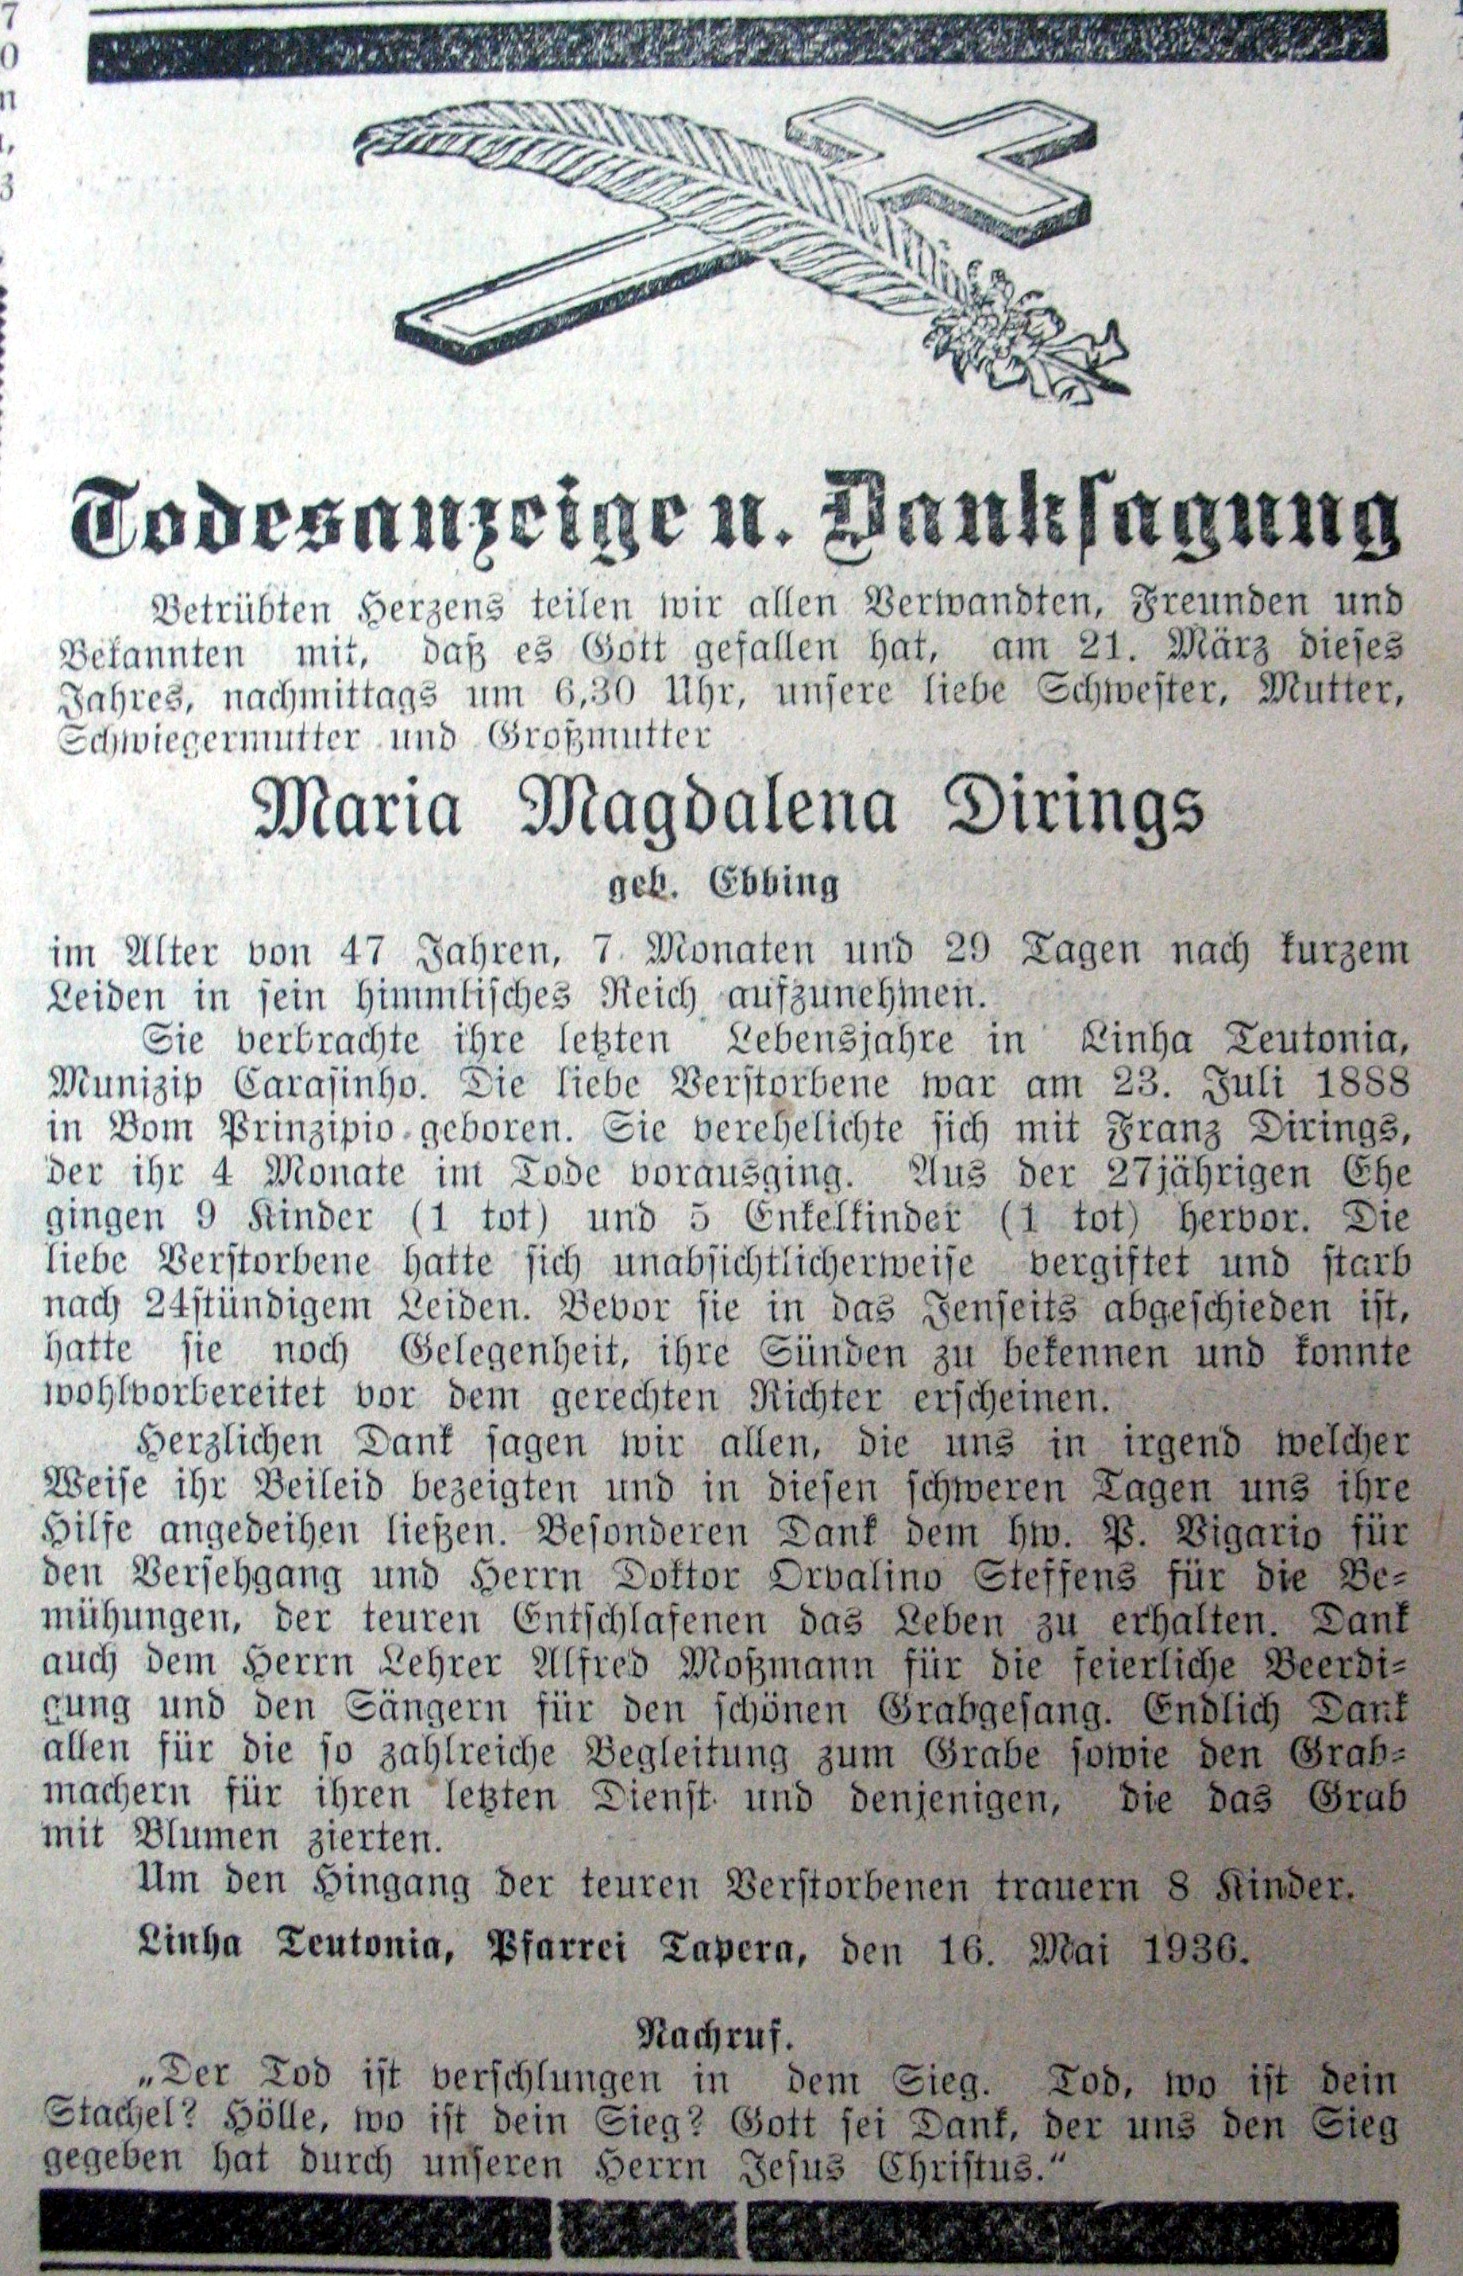 Todesanzeige u. Danksagung
Betrübten Herzens teilen wir allen Verwandten, Freunden und
Bekannten mit, daß es Gott gefallen hat, am 21. März dieses
Jahres, nachmittags um 6,30 Uhr, unsere liebe Schwester, Mutter,
Schwiegermutter und Großmutter
Maria Magdalena Dirings
geb. Ebbing
im Alter von 47 Jahren, 7 Monaten und 29 Tagen nach kurzem
Leiden in sein himmlisches Reich aufzunehmen.
Sie verbrachte ihre letzten Lebensjahre in Linha Teutonia,
Munizip Carasinho. Die liebe Verstorbene war am 23. Juli 1888
in Bom Prinzipio geboren. Sie verehelichte sich mit Franz Dirings,
der ihr 4 Monate im Tode vorausging. Aus der 27jährigen Ehe
gingen 9 Kinder (1 tot) und 5 Enkelkinder (1 tot) hervor. Die
liebe Verstorbene hatte sich unabsichtlicherweise vergiftet und starb
nach 24stündigem Leiden. Bevor sie in das Jenseits abgeschieden ist,
hatte sie noch Gelegenheit, ihre Sünden zu bekennen und konnte
wohlvorbereitet vor dem gerechten Richter erscheinen.
Herzlichen Dank sagen wir allen, die uns in irgend welcher
Weise ihr Beileid bezeigten und in diesen schweren Tagen uns ihre
Hilfe angedeihen ließen. Besonderen Dank dem hw. P. Vigario für
den Versehgang und Herrn Doktor Orvalino Steffens für die Be-
mühungen, der teuren Entschlafenen das Leben zu erhalten. Dank
auch dem Herrn Lehrer Alfred Moßmann für die feierliche Beerdi-
gung und den Sängern für den schönen Grabgesang. Endlich Dank
allen für die so zahlreiche Begleitung zum Grabe sowie den Grab-
machern für ihren letzten Dienst und denjenigen, die das Grab
mit Blumen zierten.
Um den Hingang der teuren Verstorbenen trauern 8 Kinder.
Linha Teutonia, Pfarrei Tapera, den 16. Mai 1936.
Nachruf.
„Der Tod ist verschlungen in dem Sieg. Tod, wo ist dein
Stachel? Hölle, wo ist dein Sieg? Gott sei Dank, der uns den Sieg
gegeben hat durch unseren Herrn Jesus Christus.“